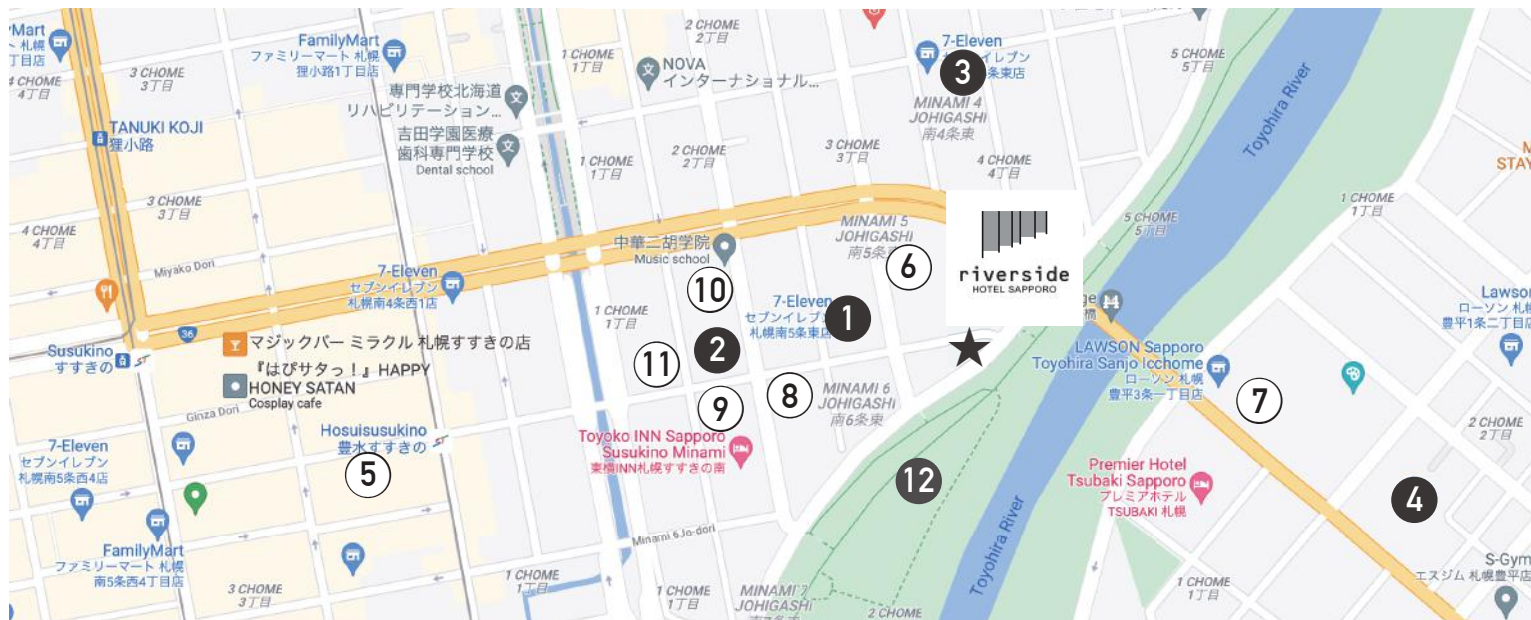 Mart
ト 札幌
丁目店
4 CHOME
4丁目
3 CHOME
3丁目
FamilyMart
ファミリーマート 札幌
狸小路1丁目店
TANUKI KOJI
狸小路
専門学校北海道
リハビリテーション...
吉田学園医療
歯科専門学校
Dental school
1 CHOME
1丁目
2 CHOME
2丁目
NOVA
インターナショナル...
7-Eleven
3
条東店
MINAMI 4
JOHIGASHI
南4条東
5 CHOME
5丁目
Toyohira River
STAY
1 CHOME
1丁目
2 CHOME
2丁目
3 CHOME
3丁目
4 CHOME
4丁目
1 CHOME
1丁目
3 CHOME
3丁目
4 CHOME
4丁目
Miyako Dori
7-Eleven
セブンイレブン
札幌南4条西1店
中華二胡学院
Music school
MINAMI 5
JOHIGASHI
南5条
6
riverside
HOTEL SAPPORO
5 CHOME
5丁目
10
36
マジックバー ミラクル 札幌すすきの店
Susukino
すすきの
『はぴサタっ!』HAPPY
HONEY SATAN
Cosplay cafe
Ginza Dori
1 CHOME
1丁目
11
2
7-Eleven
セブンイレブン
札幌南5条東店
1
9
8
MINAMI 6
JOHIGASHI
南6条東
★
橋
LAWSON Sapporo
Toyohira Sanjo Icchome
ローソン 札幌
豊平3条一丁目店
7
Lawson
ローソン 札幌
豊平1条二丁目店
2 CHOME
2丁目
7-Eleven
セブンイレブン
札幌南5条西4店
Hosuisusukino
豊水すすきの
5
Toyoko INN Sapporo
Susukino Minami
東横INN札幌すすきの南
12
Premier Hotel
Tsubaki Sapporo
プレミアホテル
TSUBAKI 札幌
4
FamilyMart
ファミリーマート 札幌
南5条西4丁目店
3 CHOME
3丁目
1 CHOME
1丁目
Minami 6 Jo-dori
1 CHOME
1丁目
MINAMI 7
JOHIGASHI
2 CHOME
Toyohira River
1 CHOME
1丁目
S-Gym
エスジム 札幌豊平店